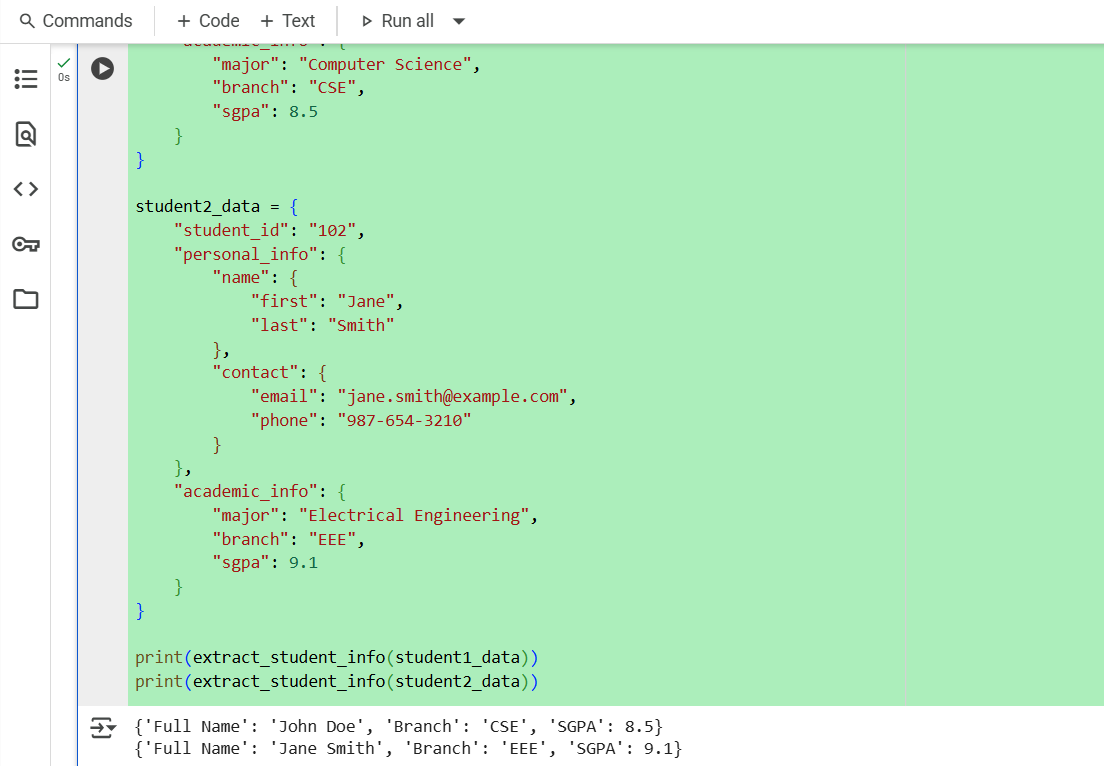 Commands + Code + Text Run all
"academic_info": {
0s
"major": "Computer Science",
"branch": "CSE",
"sgpa": 8.5
}
}
student2_data = {
"student_id": "102",
"personal_info": {
"name": {
"first": "Jane",
"last": "Smith"
},
"contact": {
"email": "jane.smith@example.com",
"phone": "987-654-3210"
}
},
"academic_info": {
"major": "Electrical Engineering",
"branch": "EEE",
"sgpa": 9.1
}
}
print(extract_student_info(student1_data))
print(extract_student_info(student2_data))
{'Full Name': 'John Doe', 'Branch': 'CSE', 'SGPA': 8.5}
{'Full Name': 'Jane Smith', 'Branch': 'EEE', 'SGPA': 9.1}